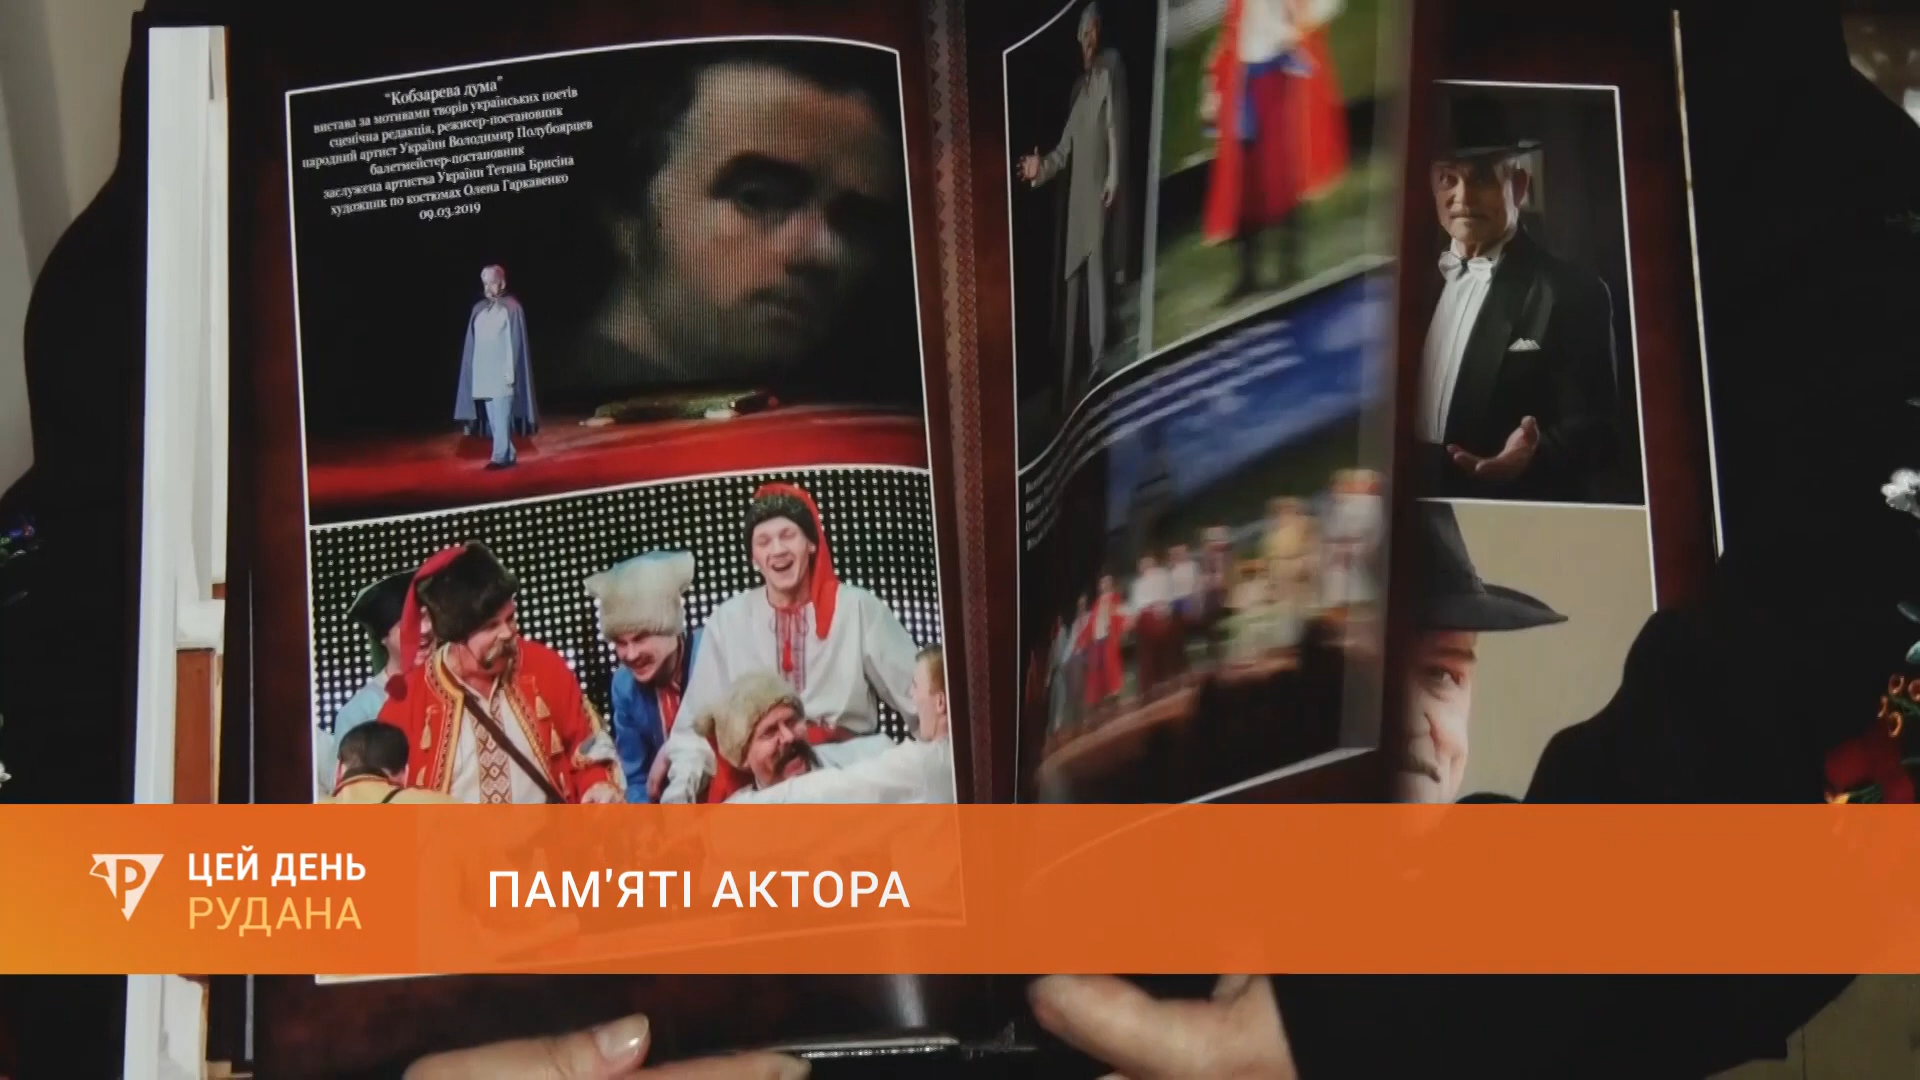 "Кобзарева дума"
вистава за мотивами творів українських поетів
сценічна редакція, режисер-постановник
народний артист України Володимир Полубоярцев
балетмейстер-постановник
заслужена артистка України Тетяна Брисіна
художник по костюмах Олена Гаркавенко
09.03.2019
ЦЕЙ ДЕНЬ
РУДАНА
ПАМ'ЯТІ АКТОРА